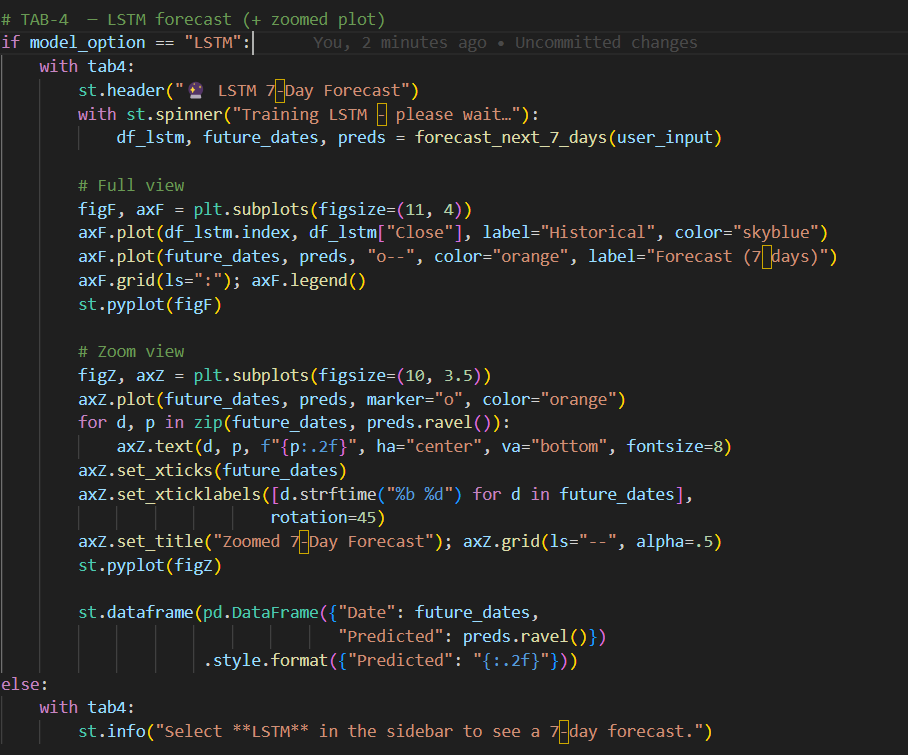 # TAB-4  — LSTM forecast (+ zoomed plot)
if model_option == "LSTM":        You, 2 minutes ago • Uncommitted changes
    with tab4:
        st.header("🔮 LSTM 7‑Day Forecast")
        with st.spinner("Training LSTM – please wait…"):
            df_lstm, future_dates, preds = forecast_next_7_days(user_input)

        # Full view
        figF, axF = plt.subplots(figsize=(11, 4))
        axF.plot(df_lstm.index, df_lstm["Close"], label="Historical", color="skyblue")
        axF.plot(future_dates, preds, "o--", color="orange", label="Forecast (7 days)")
        axF.grid(ls=":"); axF.legend()
        st.pyplot(figF)

        # Zoom view
        figZ, axZ = plt.subplots(figsize=(10, 3.5))
        axZ.plot(future_dates, preds, marker="o", color="orange")
        for d, p in zip(future_dates, preds.ravel()):
            axZ.text(d, p, f"{p:.2f}", ha="center", va="bottom", fontsize=8)
        axZ.set_xticks(future_dates)
        axZ.set_xticklabels([d.strftime("%b %d") for d in future_dates],
                            rotation=45)
        axZ.set_title("Zoomed 7‑Day Forecast"); axZ.grid(ls="--", alpha=.5)
        st.pyplot(figZ)

        st.dataframe(pd.DataFrame({"Date": future_dates,
                                   "Predicted": preds.ravel()})
                     .style.format({"Predicted": "{:.2f}"}))
else:
    with tab4:
        st.info("Select **LSTM** in the sidebar to see a 7‑day forecast.")